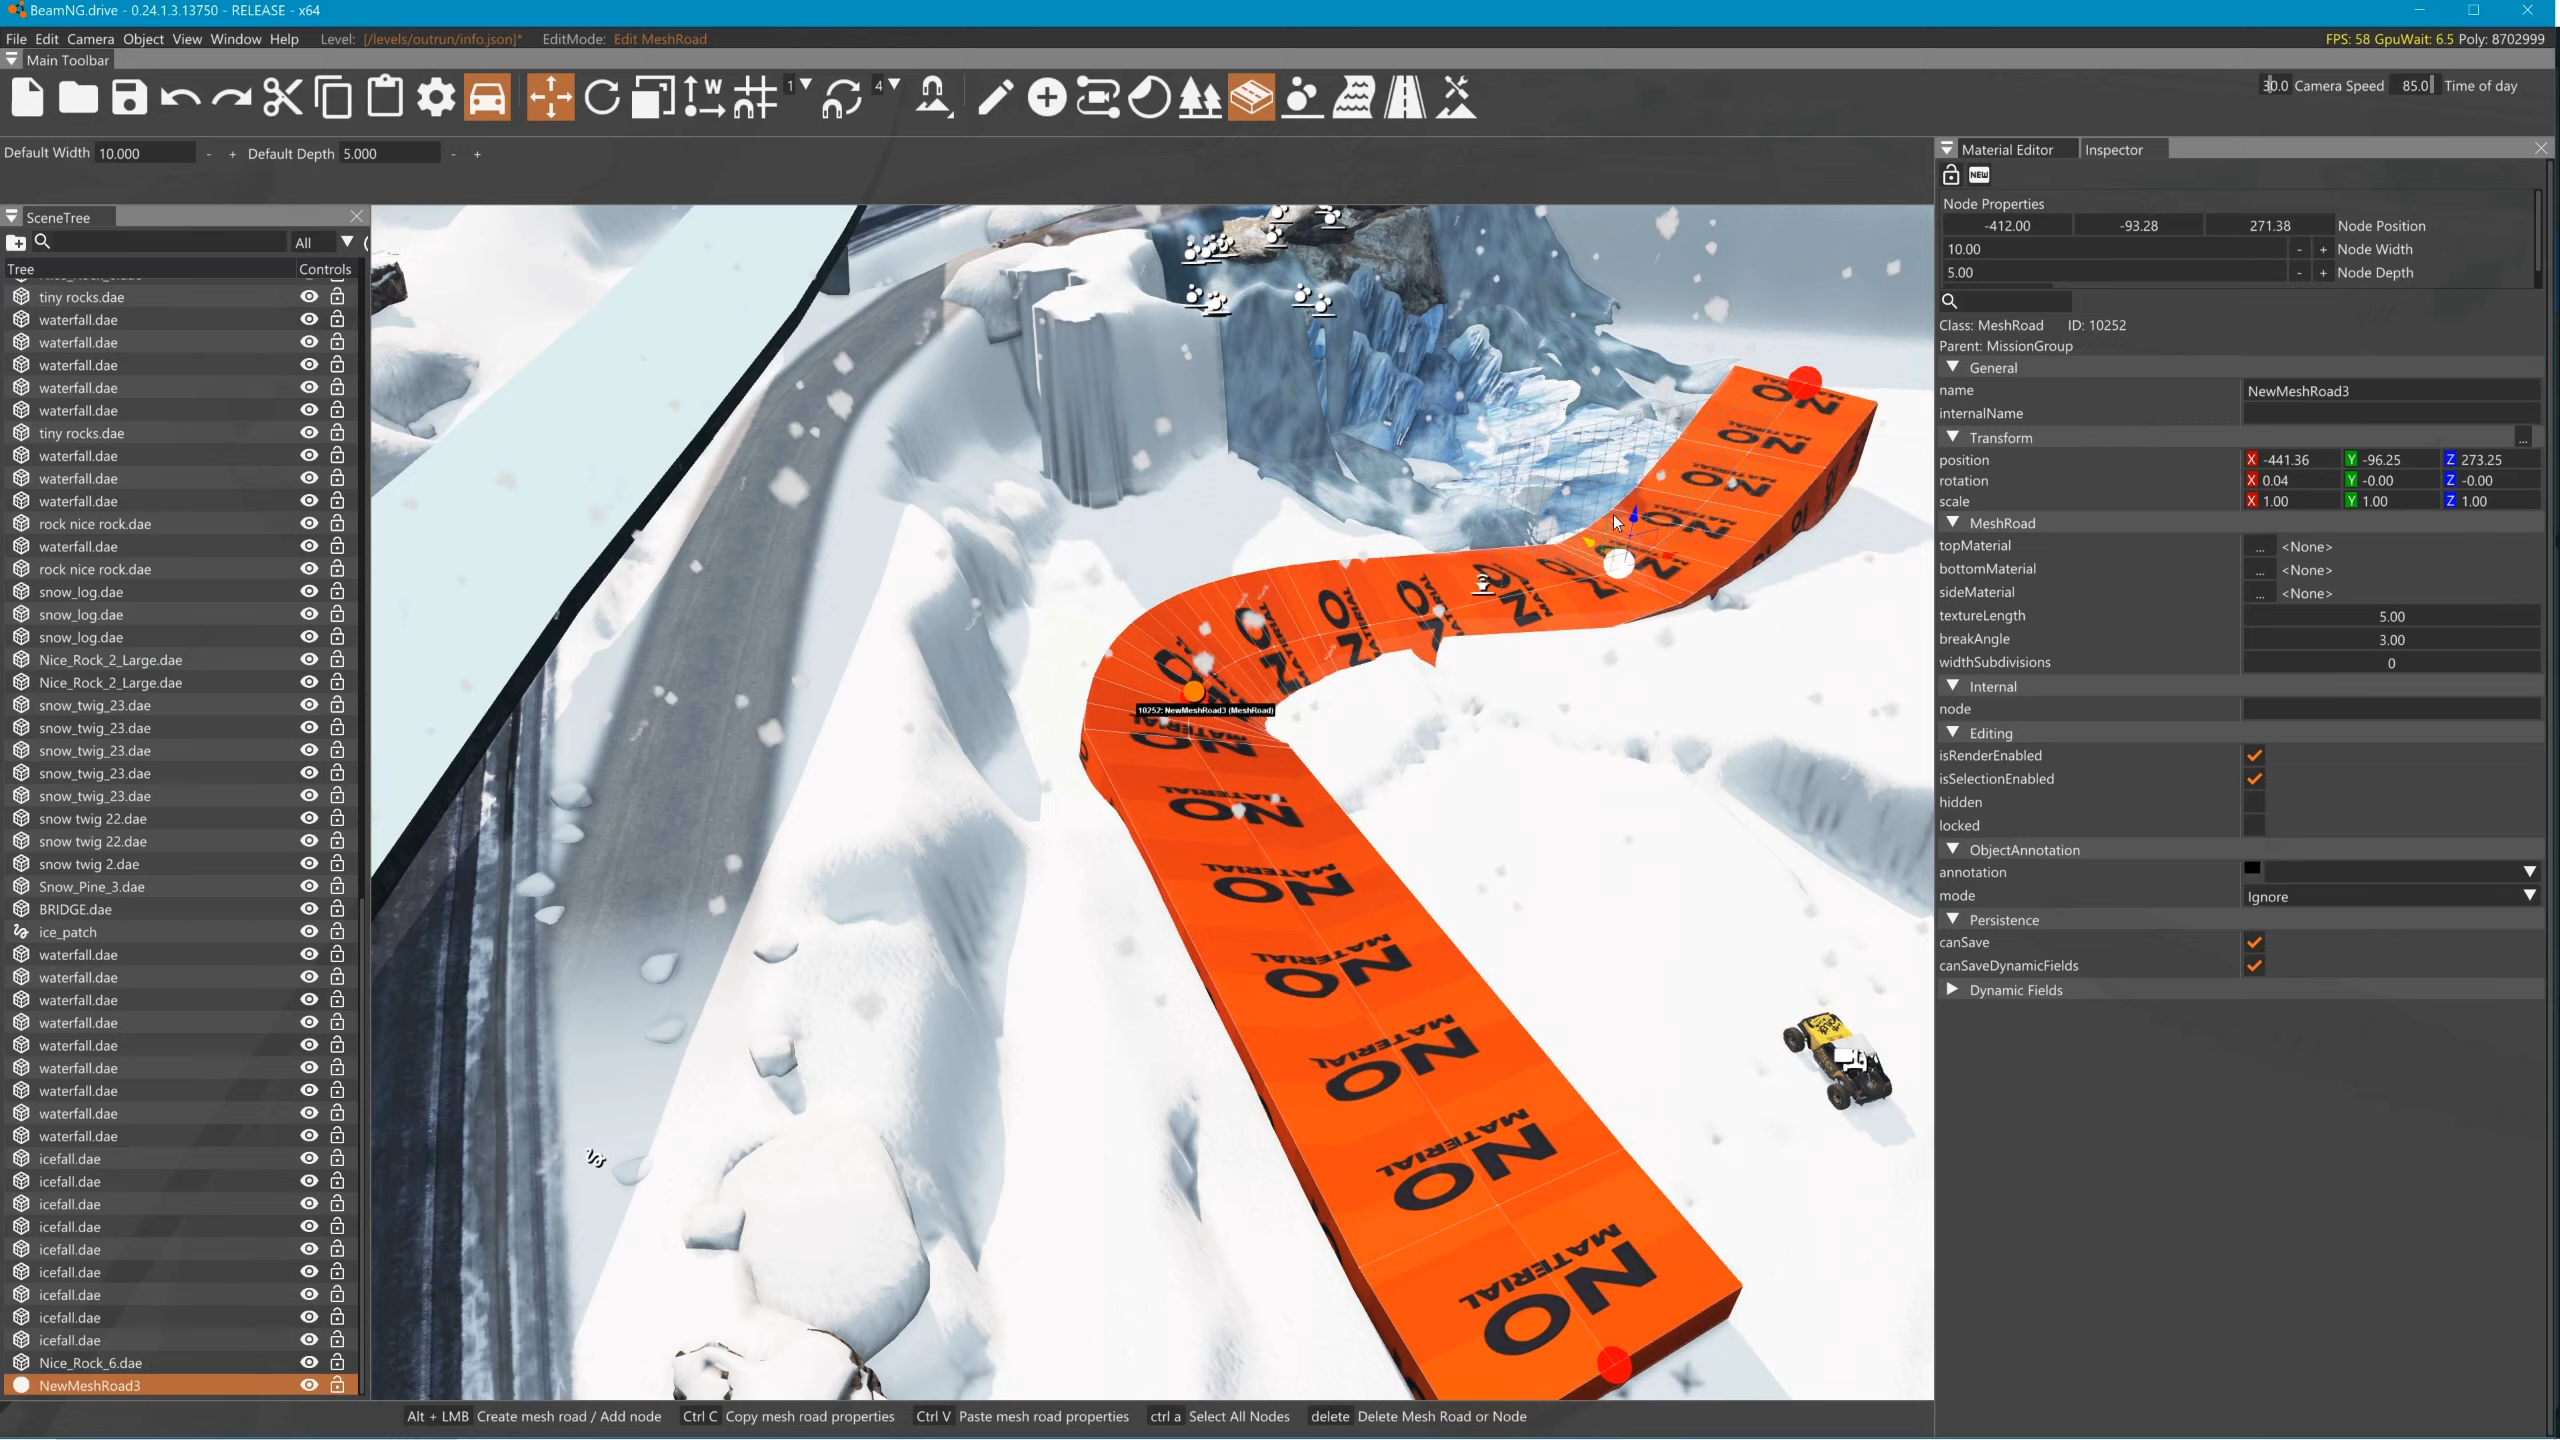 BeamNG.drive - 0.24.1.3.13750 - RELEASE - x64
File Edit Camera Object View Window Help Level: [/levels/outrun/info.json]* EditMode: Edit MeshRoad FPS: 58 GpuWait: 6.5 Poly: 8702999
Main Toolbar
W 1 4
30.0 Camera Speed 85.0 Time of day
Default Width 10.000 - + Default Depth 5.000 - +
SceneTree
All
Tree Controls
tiny rocks.dae
waterfall.dae
waterfall.dae
waterfall.dae
waterfall.dae
waterfall.dae
tiny rocks.dae
waterfall.dae
waterfall.dae
waterfall.dae
rock nice rock.dae
waterfall.dae
rock nice rock.dae
snow_log.dae
snow_log.dae
snow_log.dae
Nice_Rock_2_Large.dae
Nice_Rock_2_Large.dae
snow_twig_23.dae
snow_twig_23.dae
snow_twig_23.dae
snow_twig_23.dae
snow_twig_23.dae
snow twig 22.dae
snow twig 22.dae
snow twig 2.dae
Snow_Pine_3.dae
BRIDGE.dae
ice_patch
waterfall.dae
waterfall.dae
waterfall.dae
waterfall.dae
waterfall.dae
waterfall.dae
waterfall.dae
waterfall.dae
waterfall.dae
icefall.dae
icefall.dae
icefall.dae
icefall.dae
icefall.dae
icefall.dae
icefall.dae
icefall.dae
icefall.dae
Nice_Rock_6.dae
NewMeshRoad3
NO MATERIAL
NO MATERIAL
NO MATERIAL
NO MATERIAL
10252: NewMeshRoad3 (MeshRoad)
NO MATERIAL
NO MATERIAL
NO MATERIAL
NO MATERIAL
NO MATERIAL
NO MATERIAL
NO MATERIAL
Alt + LMB Create mesh road / Add node Ctrl C Copy mesh road properties Ctrl V Paste mesh road properties ctrl a Select All Nodes delete Delete Mesh Road or Node
Material Editor Inspector
NEW
Node Properties
-412.00 -93.28 271.38 Node Position
10.00 - + Node Width
5.00 - + Node Depth
Class: MeshRoad ID: 10252
Parent: MissionGroup
General
name NewMeshRoad3
internalName
Transform ...
position X -441.36 Y -96.25 Z 273.25
rotation X 0.04 Y -0.00 Z -0.00
scale X 1.00 Y 1.00 Z 1.00
MeshRoad
topMaterial ... <None>
bottomMaterial ... <None>
sideMaterial ... <None>
textureLength 5.00
breakAngle 3.00
widthSubdivisions 0
Internal
node
Editing
isRenderEnabled
isSelectionEnabled
hidden
locked
ObjectAnnotation
annotation
mode Ignore
Persistence
canSave
canSaveDynamicFields
Dynamic Fields